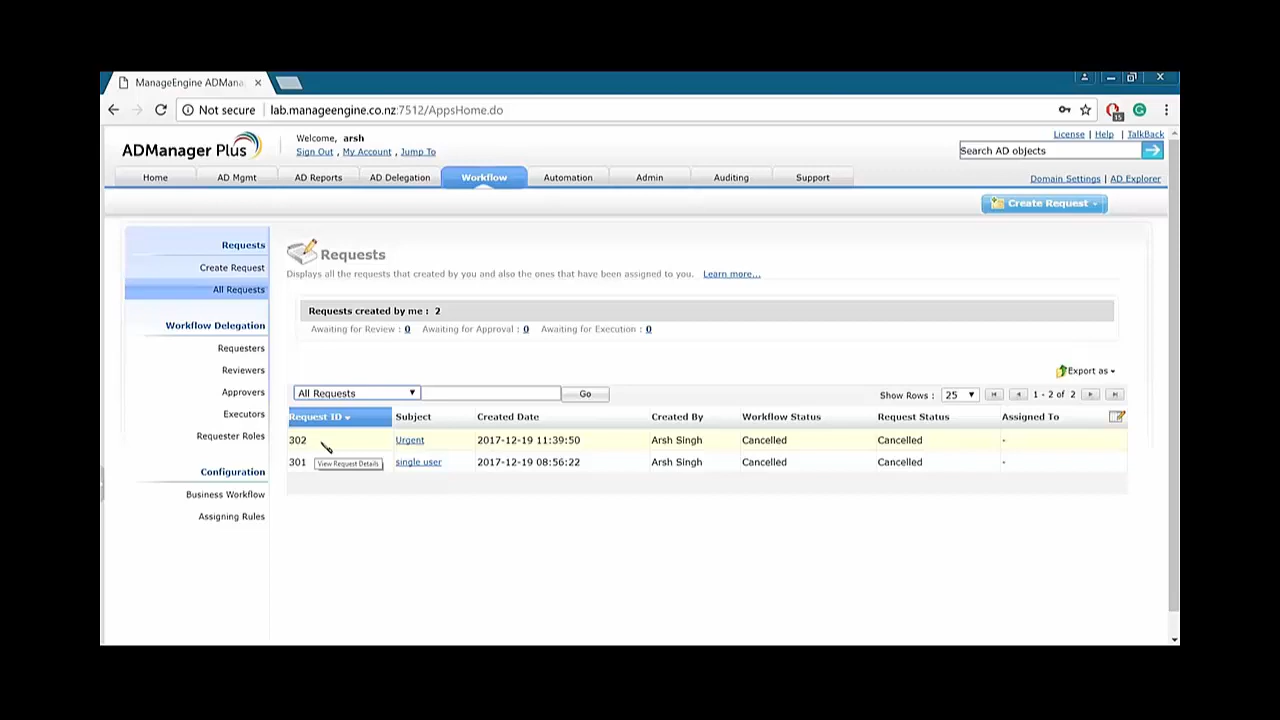 ManageEngine ADMana
Not secure lab.manageengine.co.nz:7512/AppsHome.do
15
License | Help | TalkBack
ADManager Plus
Welcome, arsh
Sign Out , My Account , Jump To
Search AD objects
Home AD Mgmt AD Reports AD Delegation Workflow Automation Admin Auditing Support
Domain Settings | AD Explorer
Create Request
Requests
Create Request
All Requests
Workflow Delegation
Requesters
Reviewers
Approvers
Executors
Requester Roles
Configuration
Business Workflow
Assigning Rules
Requests
Displays all the requests that created by you and also the ones that have been assigned to you. Learn more...
Requests created by me : 2
Awaiting for Review : 0 Awaiting for Approval : 0 Awaiting for Execution : 0
Export as
All Requests Go Show Rows : 25 1 - 2 of 2
Request ID Subject Created Date Created By Workflow Status Request Status Assigned To
302 Urgent 2017-12-19 11:39:50 Arsh Singh Cancelled Cancelled -
301 single user 2017-12-19 08:56:22 Arsh Singh Cancelled Cancelled -
View Request Details